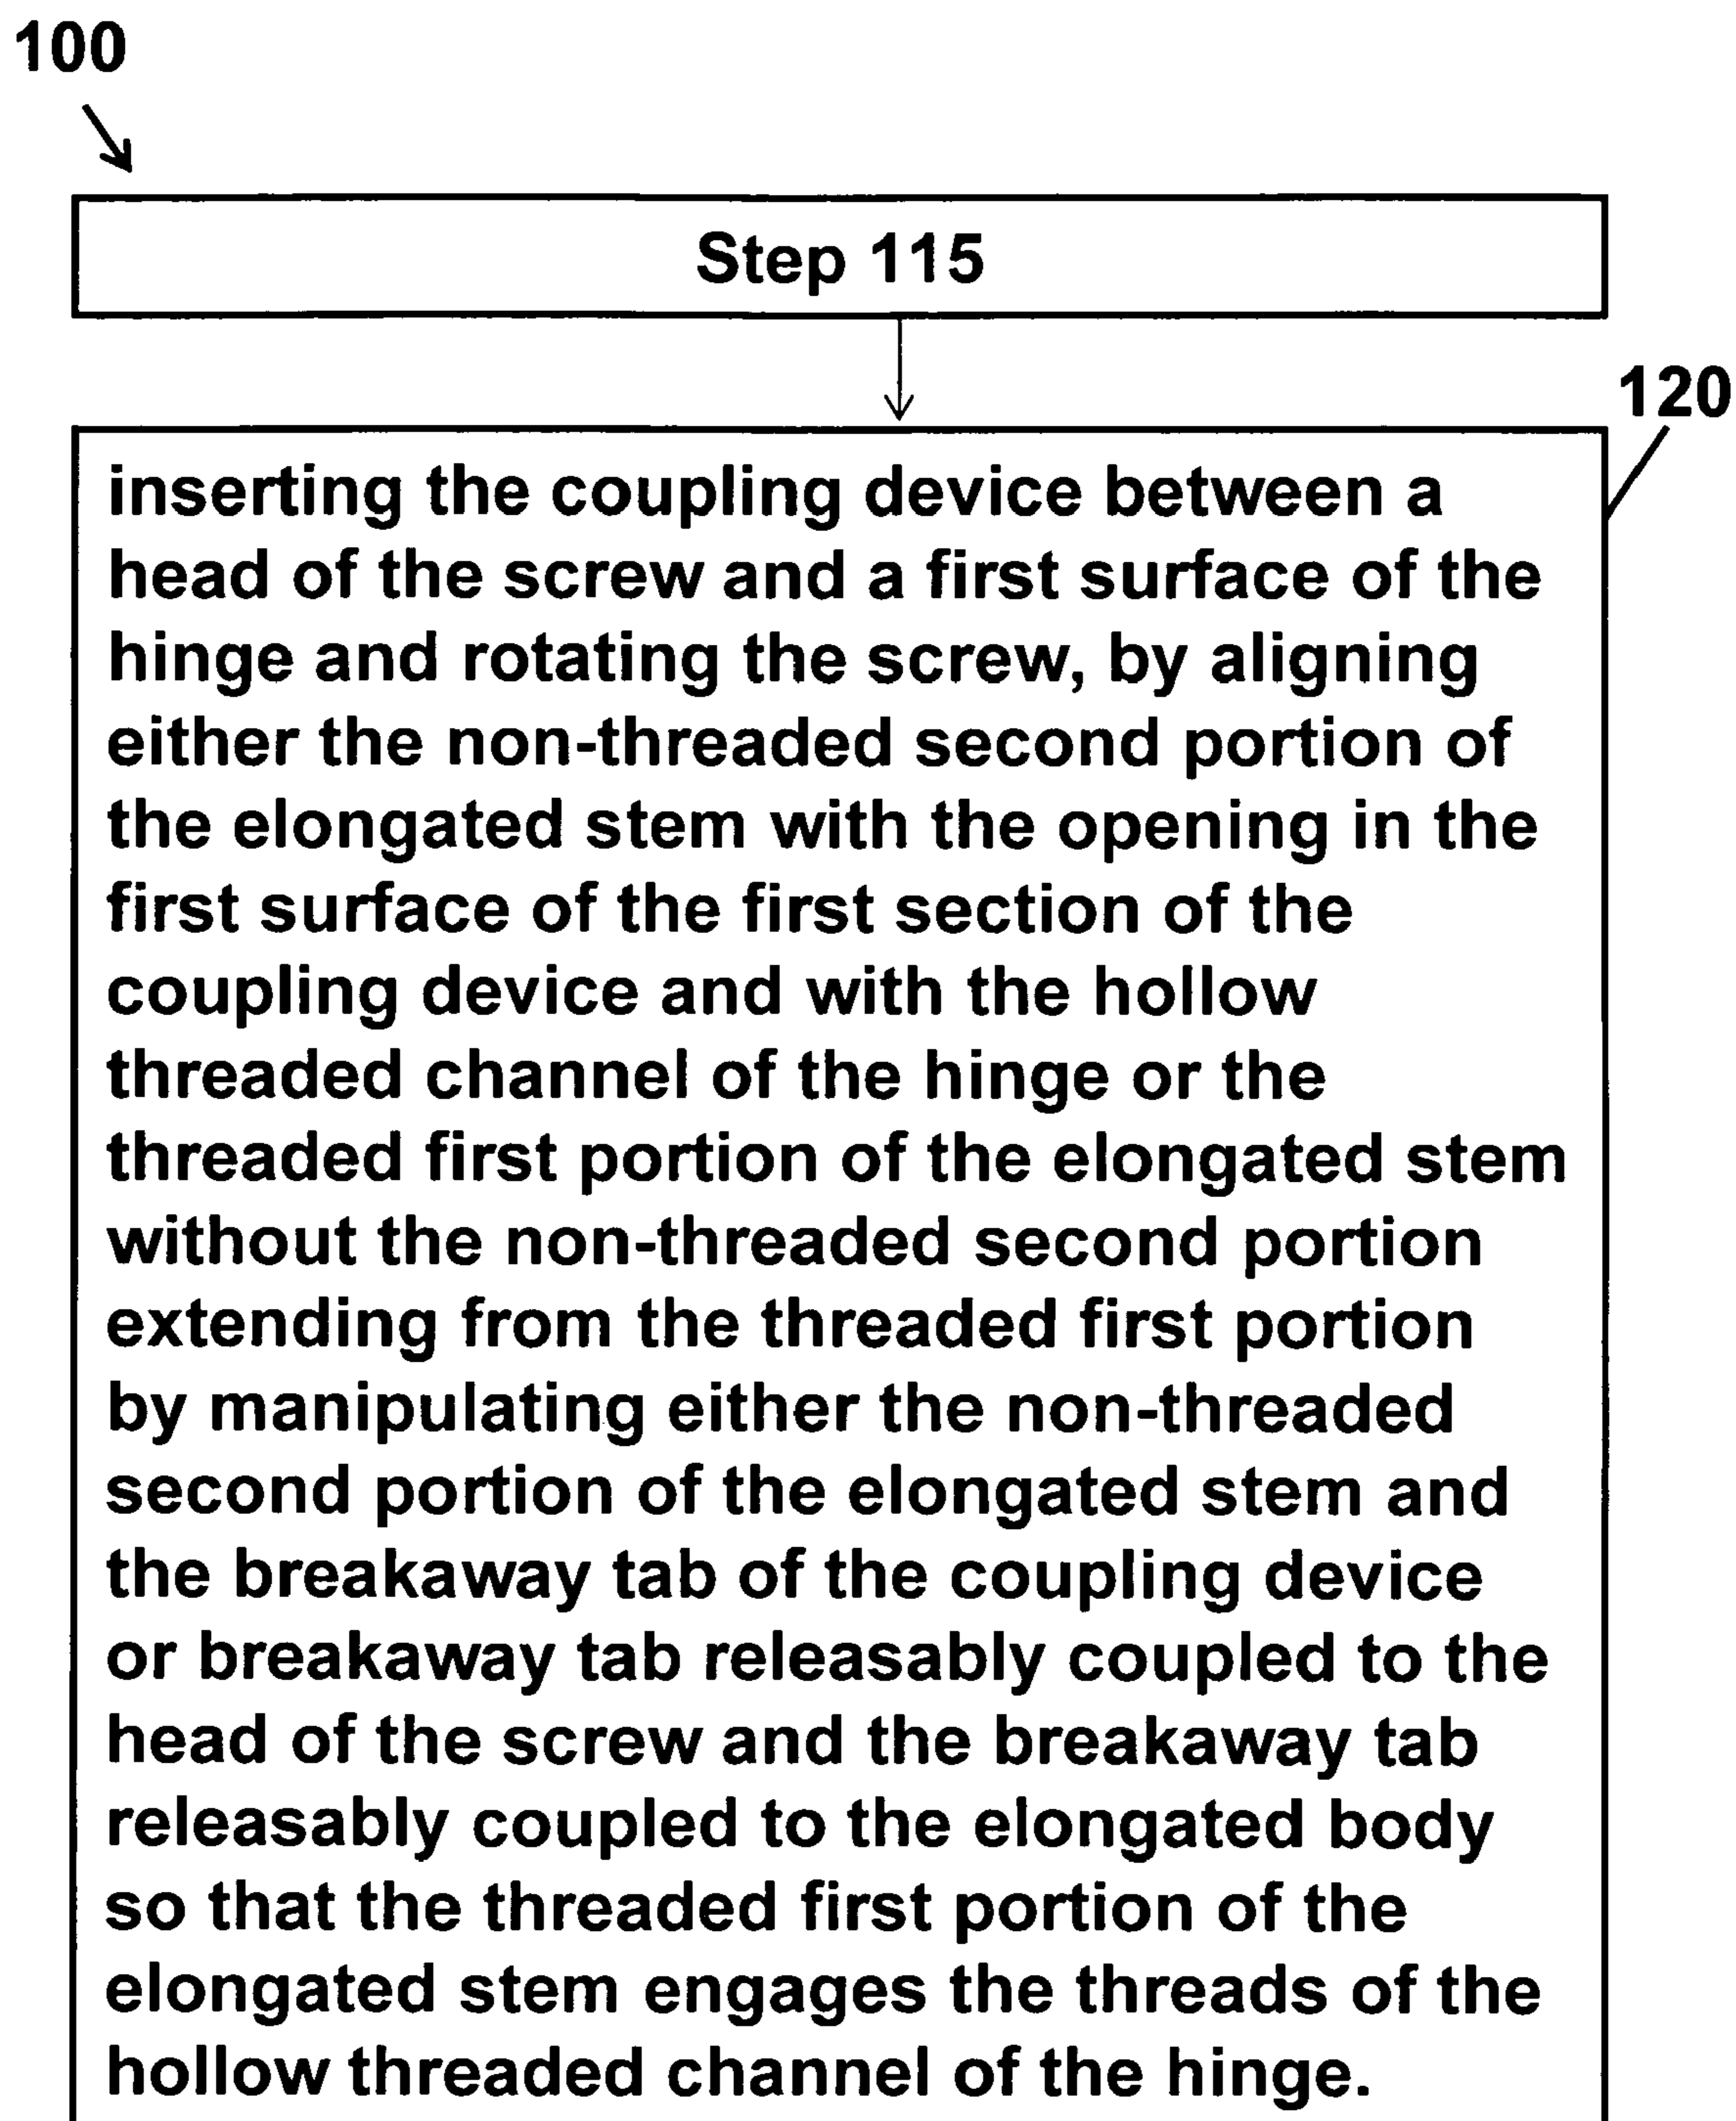 100
Step 115
120
inserting the coupling device between a
head of the screw and a first surface of the
hinge and rotating the screw, by aligning
either the non-threaded second portion of
the elongated stem with the opening in the
first surface of the first section of the
coupling device and with the hollow
threaded channel of the hinge or the
threaded first portion of the elongated stem
without the non-threaded second portion
extending from the threaded first portion
by manipulating either the non-threaded
second portion of the elongated stem and
the breakaway tab of the coupling device
or breakaway tab releasably coupled to the
head of the screw and the breakaway tab
releasably coupled to the elongated body
so that the threaded first portion of the
elongated stem engages the threads of the
hollow threaded channel of the hinge.